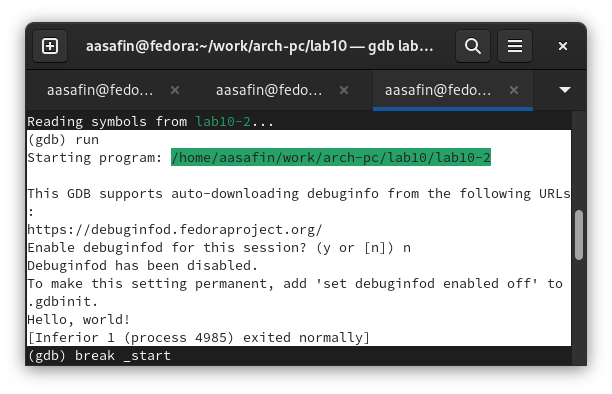 aasafin@fedora:~/work/arch-pc/lab10 — gdb lab…
aasafin@fedo… × aasafin@fedo… × aasafin@fedo… ×
Reading symbols from lab10-2...
(gdb) run
Starting program: /home/aasafin/work/arch-pc/lab10/lab10-2
This GDB supports auto-downloading debuginfo from the following URLs
:
https://debuginfod.fedoraproject.org/
Enable debuginfod for this session? (y or [n]) n
Debuginfod has been disabled.
To make this setting permanent, add 'set debuginfod enabled off' to
.gdbinit.
Hello, world!
[Inferior 1 (process 4985) exited normally]
(gdb) break _start